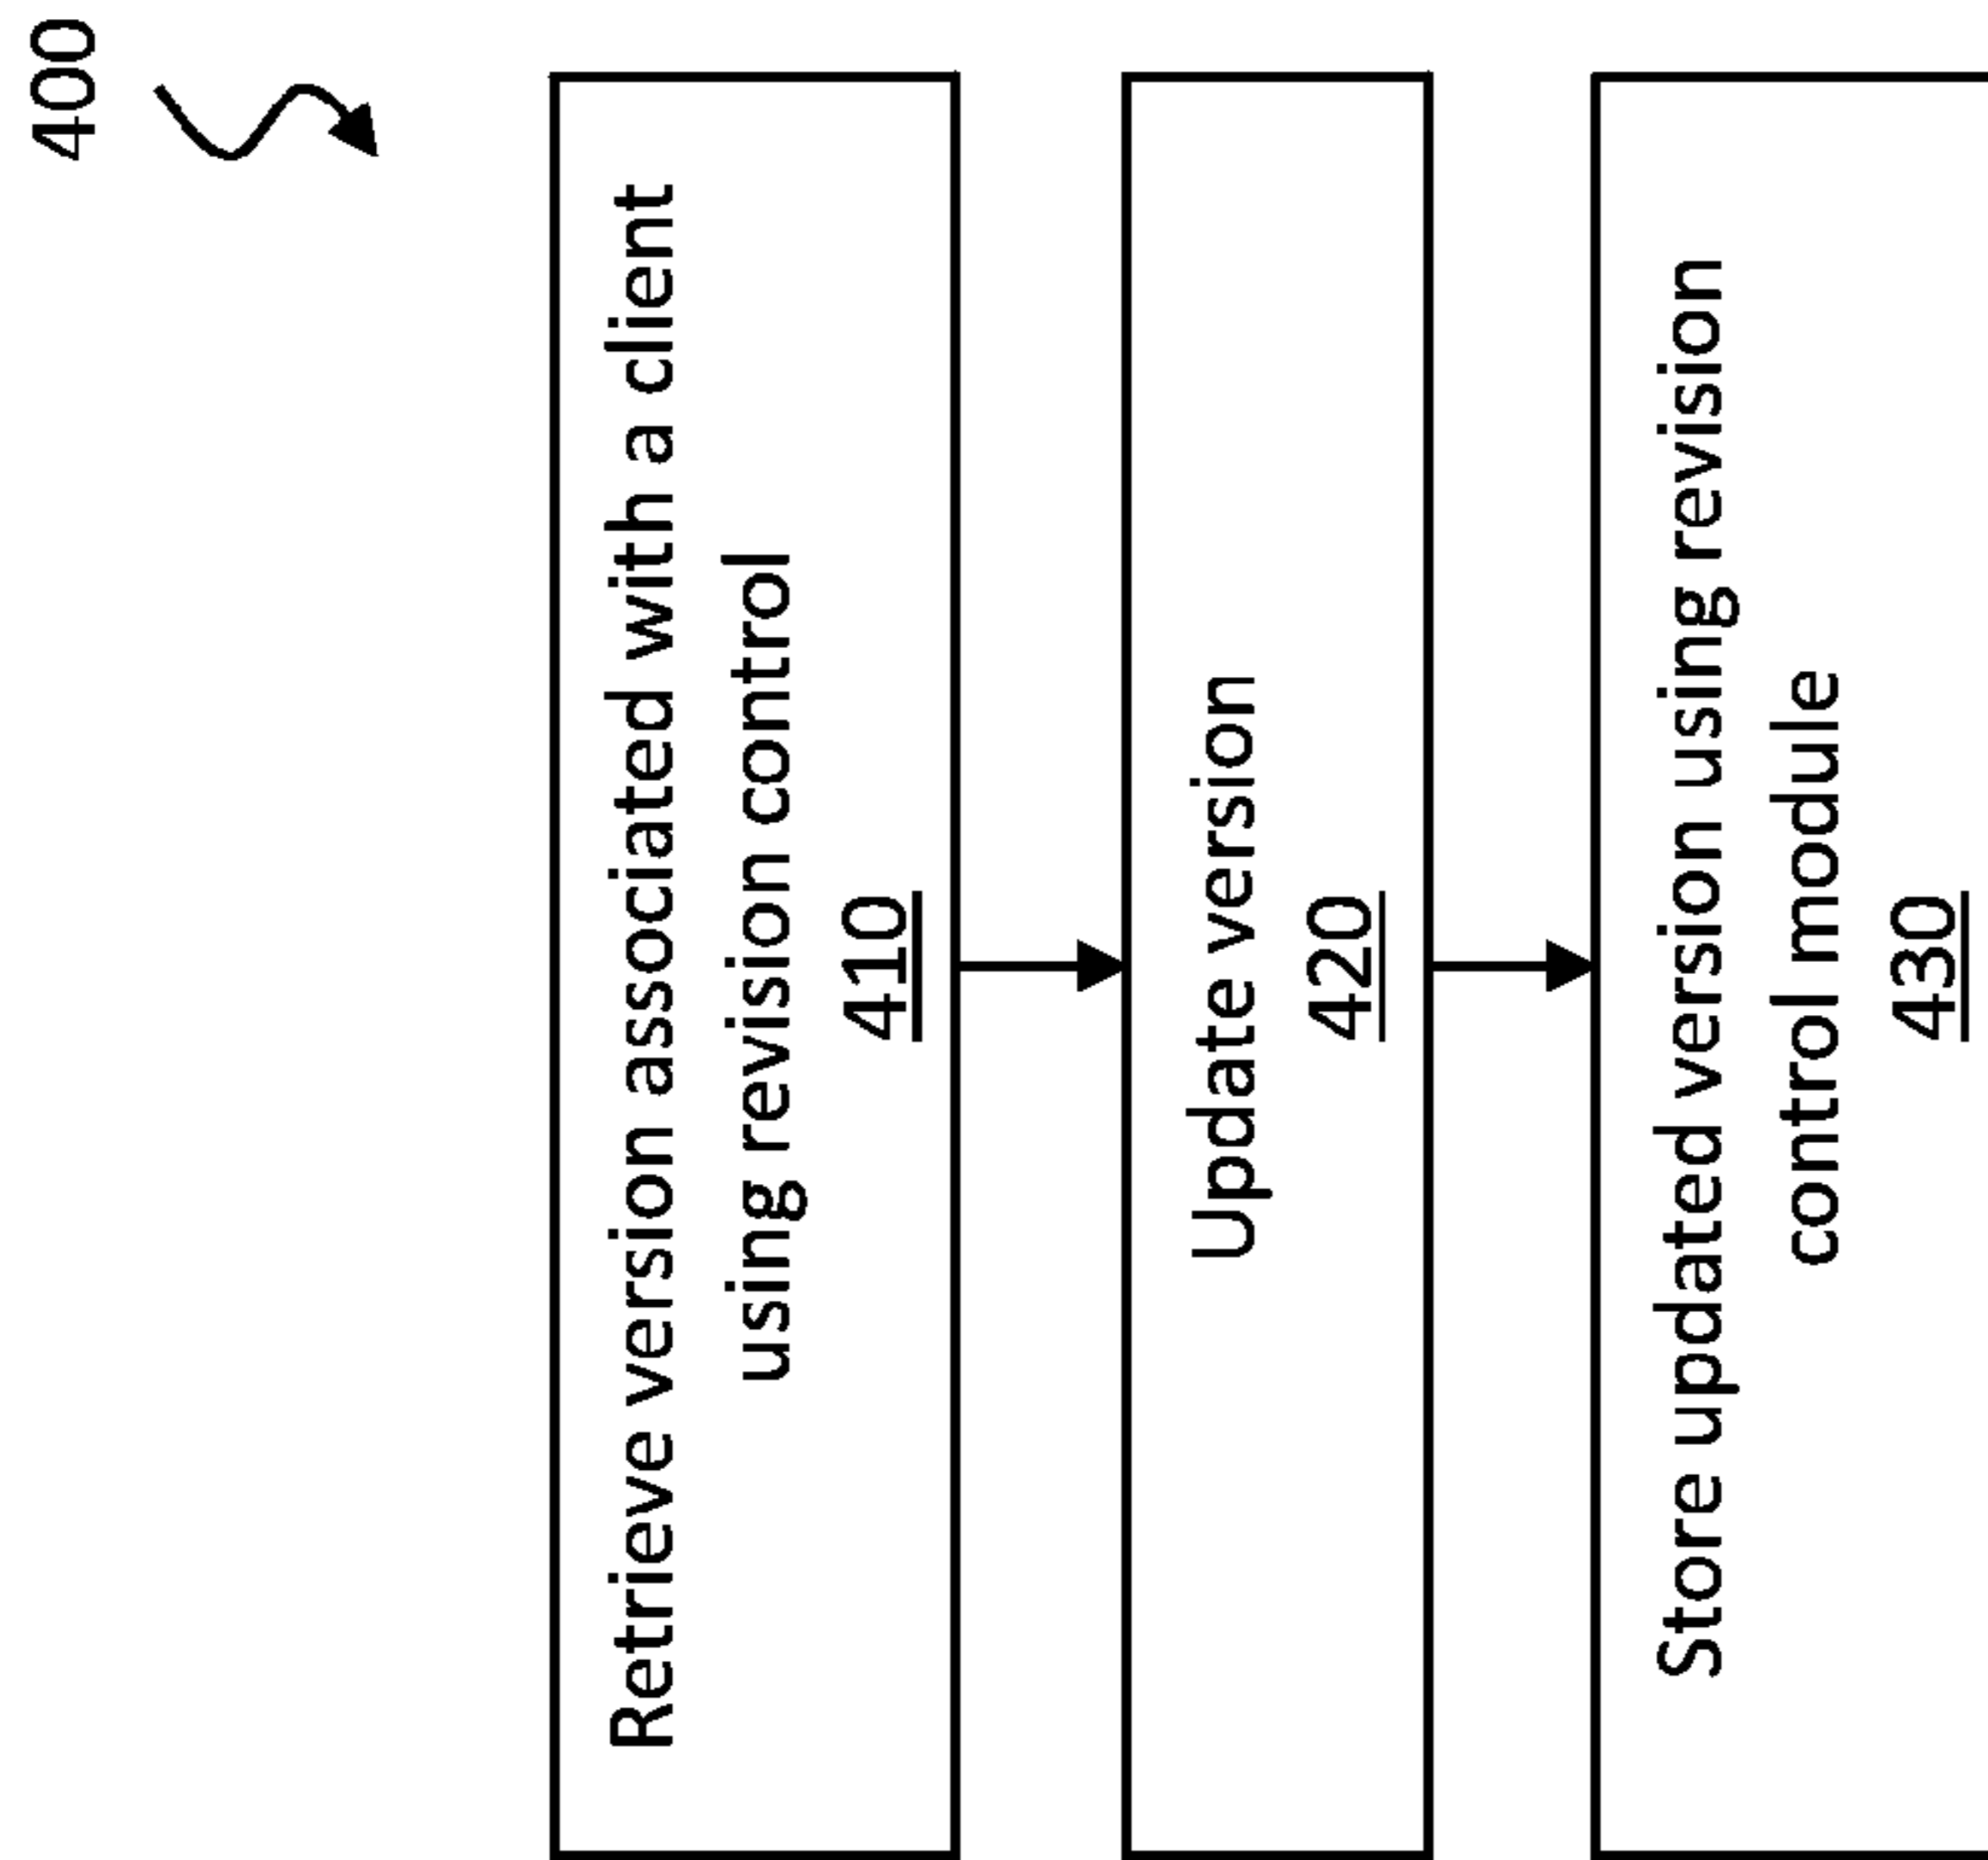 400
Retrieve version associated with a client
using revision control
410
Update version
420
Store updated version using revision
control module
430